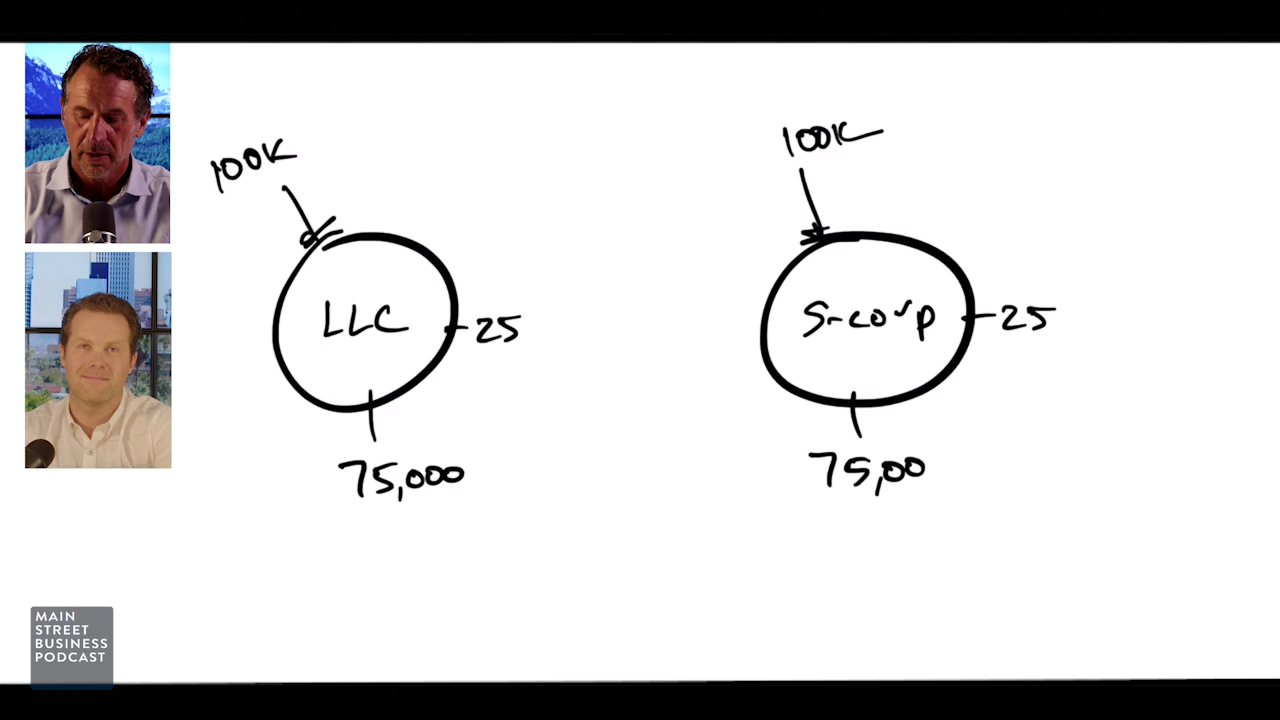 100K
LLC
-25
75,000
100K
S-corp
-25
75,00
MAIN
STREET
BUSINESS
PODCAST